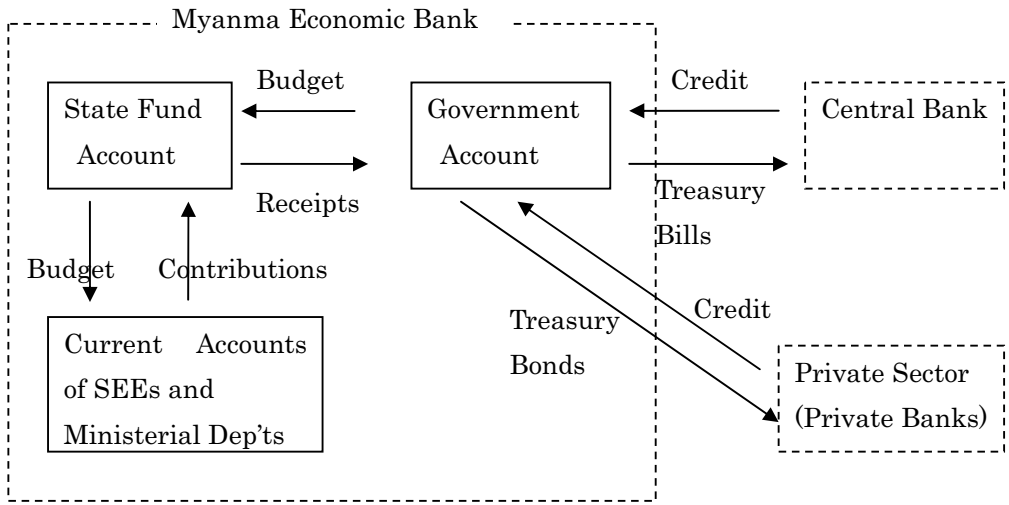 Myanma Economic Bank
Budget
Credit
State Fund
Account
Government
Account
Central Bank
Receipts
Treasury
Bills
Budget
Contributions
Treasury
Bonds
Credit
Current Accounts
of SEEs and
Ministerial Dep'ts
Private Sector
(Private Banks)